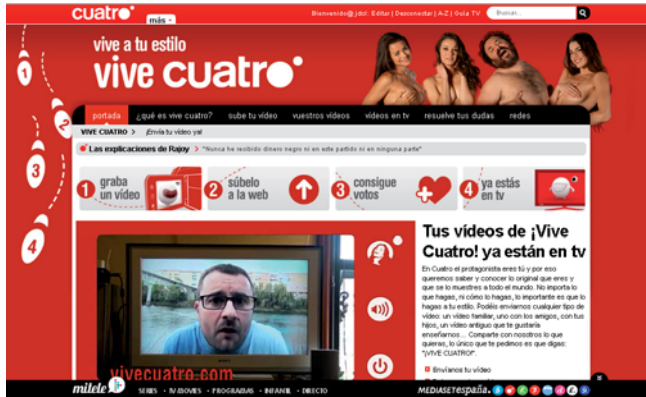 cuatro
más
Bienvenido@jdsl: Editar | Desconectar | A-Z | Guía TV
Buscar...
vive a tu estilo
vive cuatro
portada ¿qué es vive cuatro? sube tu vídeo vuestros vídeos vídeos en tv resuelve tus dudas redes
VIVE CUATRO > ¡Envía tu vídeo ya!
Las explicaciones de Rajoy > "Nunca he recibido dinero negro ni en este partido ni en ninguna parte"
1
2
3
4
1 graba un vídeo
2 súbelo a la web
3 consigue votos
4 ya estás en tv
vivecuatro.com
Tus vídeos de ¡Vive
Cuatro! ya están en tv
En Cuatro el protagonista eres tú y por eso
queremos saber y conocer lo original que eres y
que se lo muestres a todo el mundo. No importa lo
que hagas, ni cómo lo hagas, lo importante es que lo
hagas a tu estilo. Podéis enviarnos cualquier tipo de
vídeo: un vídeo familiar, uno con los amigos, con tus
hijos, un vídeo antiguo que te gustaría
enseñarnos... Comparte con nosotros lo que
quieras, lo único que te pedimos es que digas:
"¡VIVE CUATRO!".
Envíanos tu vídeo
mitele
SERIES • TV MOVIES • PROGRAMAS • INFANTIL • DIRECTO
MEDIASETespaña.